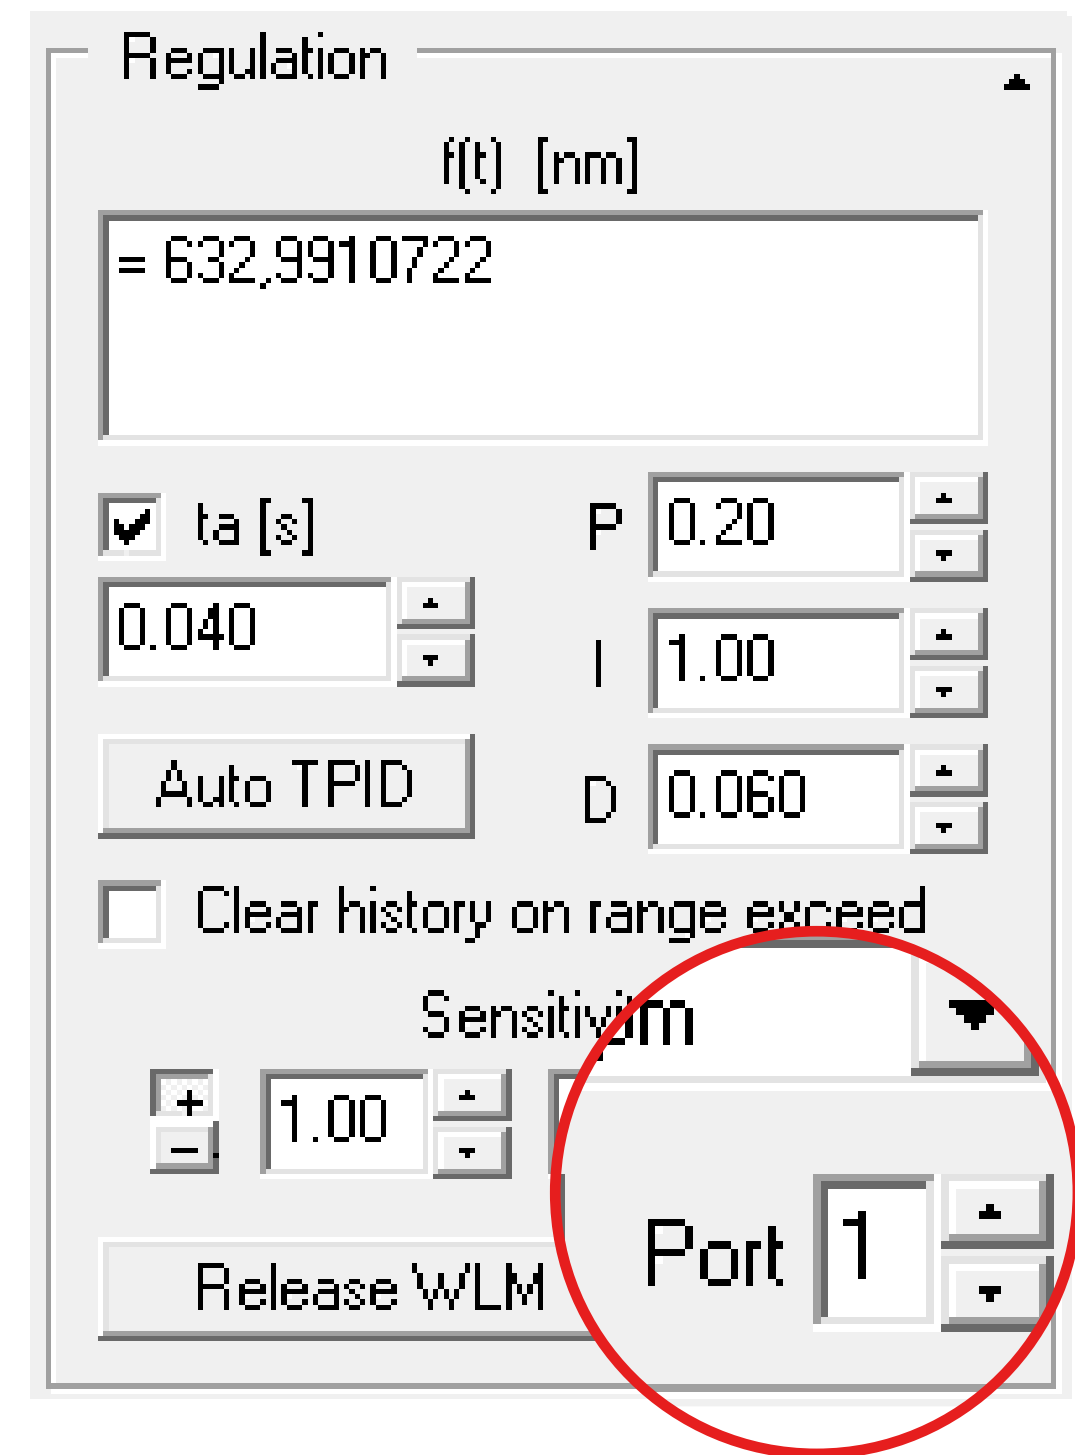 Regulation
f(t) [nm]
= 632,9910722
ta [s]
P 0.20
0.040
I 1.00
Auto TPID
D 0.060
Clear history on range exceed
+
1.00
−
Port 1
Release WLM